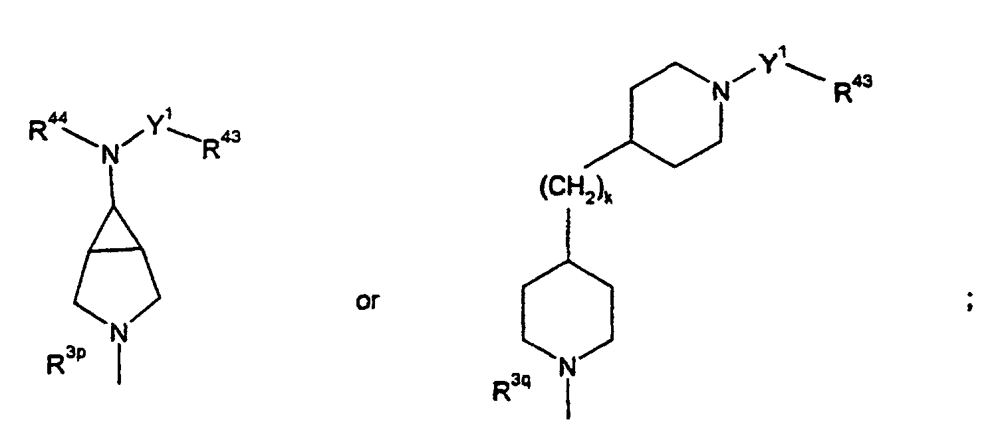 Y¹
N
R⁴³
R⁴⁴
Y¹
N
R⁴³
(CH₂)ₖ
or
;
N
R³ᵖ
N
R³q